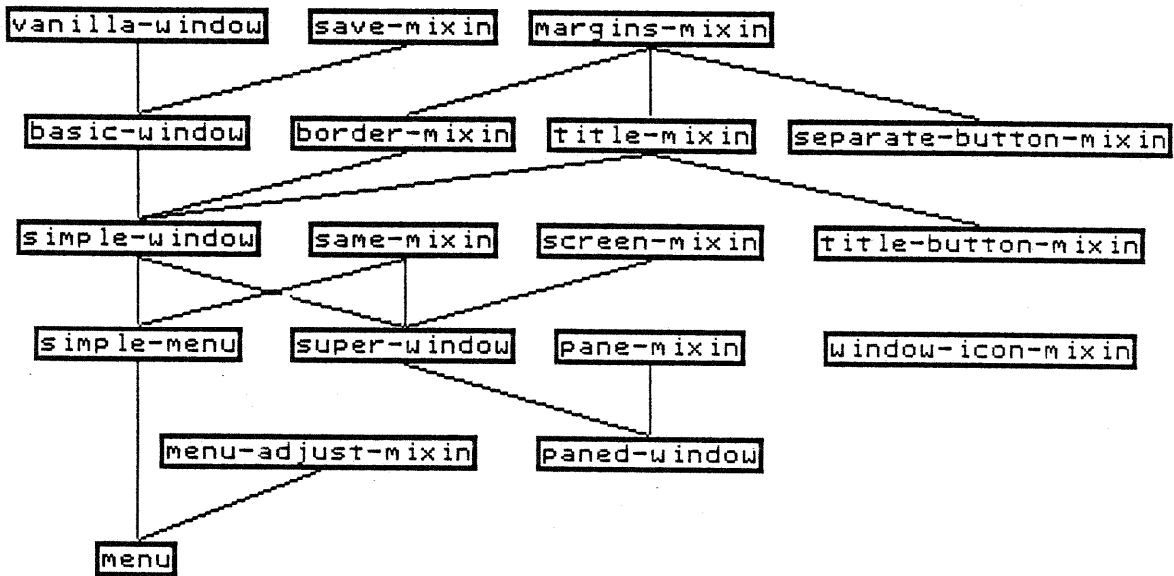 vanilla-window save-mixin margins-mixin
basic-window border-mixin title-mixin separate-button-mixin
simple-window same-mixin screen-mixin title-button-mixin
simple-menu super-window pane-mixin window-icon-mixin
menu-adjust-mixin paned-window
menu